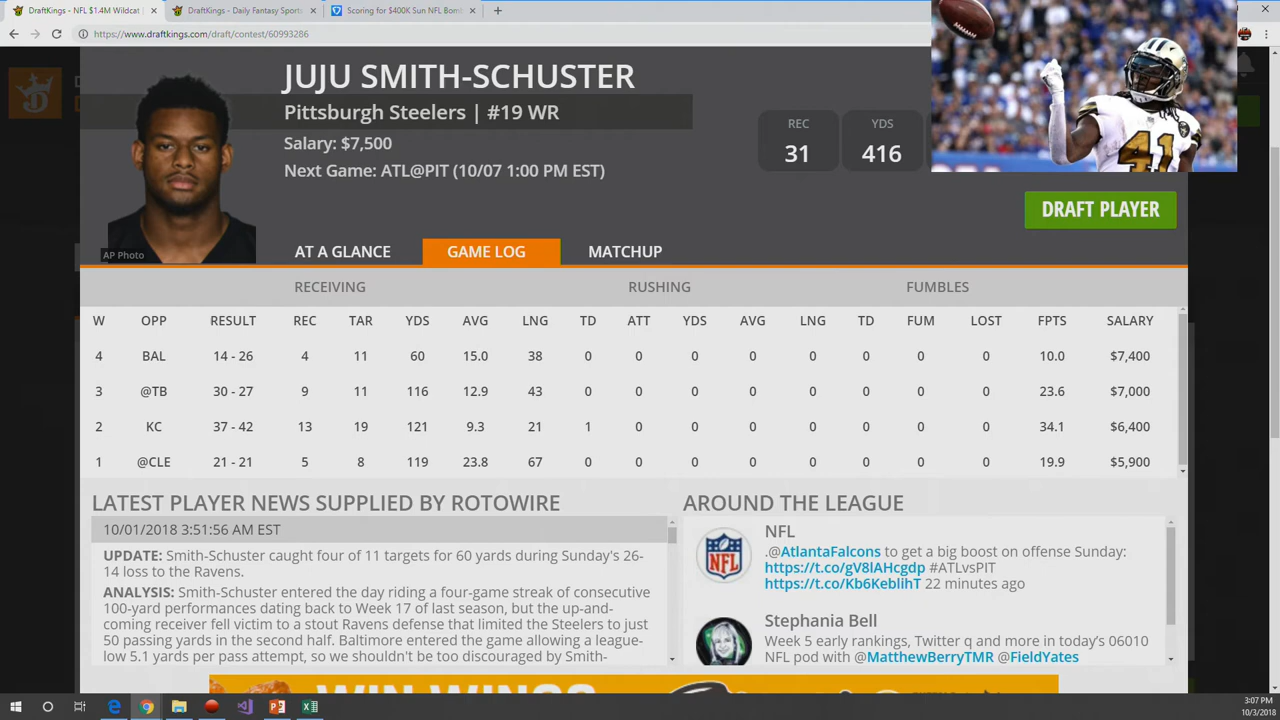 DraftKings - NFL $1.4M Wildcat
DraftKings - Daily Fantasy Sports
Scoring for $400K Sun NFL Bomb
https://www.draftkings.com/draft/contest/60993286
JUJU SMITH-SCHUSTER
Pittsburgh Steelers | #19 WR
Salary: $7,500
Next Game: ATL@PIT (10/07 1:00 PM EST)
REC
31
YDS
416
41
DRAFT PLAYER
AP Photo
AT A GLANCE
GAME LOG
MATCHUP
RECEIVING RUSHING FUMBLES
W OPP RESULT REC TAR YDS AVG LNG TD ATT YDS AVG LNG TD FUM LOST FPTS SALARY
4 BAL 14 - 26 4 11 60 15.0 38 0 0 0 0 0 0 0 0 10.0 $7,400
3 @TB 30 - 27 9 11 116 12.9 43 0 0 0 0 0 0 0 0 23.6 $7,000
2 KC 37 - 42 13 19 121 9.3 21 1 0 0 0 0 0 0 0 34.1 $6,400
1 @CLE 21 - 21 5 8 119 23.8 67 0 0 0 0 0 0 0 0 19.9 $5,900
LATEST PLAYER NEWS SUPPLIED BY ROTOWIRE
10/01/2018 3:51:56 AM EST
UPDATE: Smith-Schuster caught four of 11 targets for 60 yards during Sunday's 26-
14 loss to the Ravens.
ANALYSIS: Smith-Schuster entered the day riding a four-game streak of consecutive
100-yard performances dating back to Week 17 of last season, but the up-and-
coming receiver fell victim to a stout Ravens defense that limited the Steelers to just
50 passing yards in the second half. Baltimore entered the game allowing a league-
low 5.1 yards per pass attempt, so we shouldn't be too discouraged by Smith-
AROUND THE LEAGUE
NFL
NFL
.@AtlantaFalcons to get a big boost on offense Sunday:
https://t.co/gV8lAHcgdp #ATLvsPIT
https://t.co/Kb6KeblihT 22 minutes ago
Stephania Bell
Week 5 early rankings, Twitter q and more in today's 06010
NFL pod with @MatthewBerryTMR @FieldYates
3:07 PM
10/3/2018